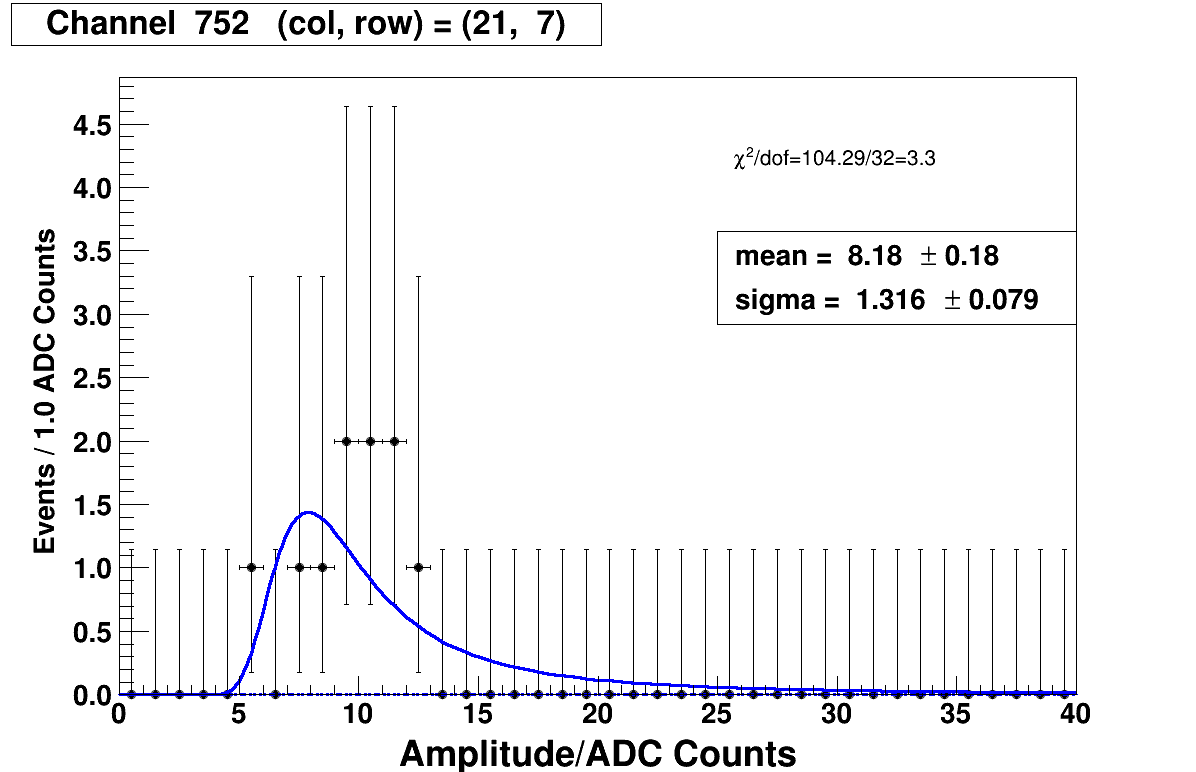 Channel 752 (col, row) = (21, 7)
χ²/dof=104.29/32=3.3
mean = 8.18 ± 0.18
sigma = 1.316 ± 0.079
Events / 1.0 ADC Counts
4.5
4.0
3.5
3.0
2.5
2.0
1.5
1.0
0.5
0.0
0 5 10 15 20 25 30 35 40
Amplitude/ADC Counts